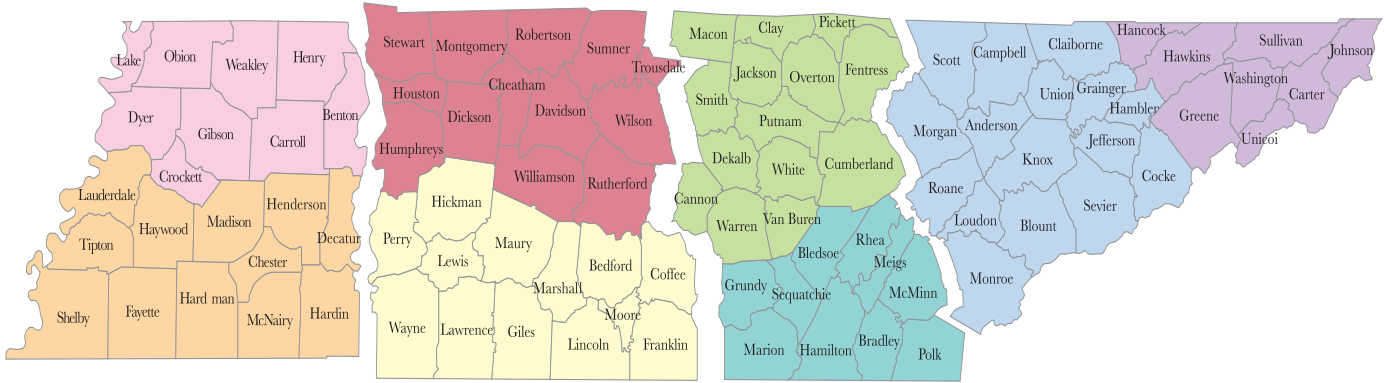 Lake
Obion
Weakley
Henry
Dyer
Gibson
Carroll
Benton
Crockett
Lauderdale
Tipton
Haywood
Madison
Henderson
Decatur
Chester
Shelby
Fayette
Hard man
McNairy
Hardin
Stewart
Montgomery
Robertson
Sumner
Trousdale
Houston
Cheatham
Dickson
Davidson
Wilson
Humphreys
Williamson
Rutherford
Hickman
Perry
Lewis
Maury
Bedford
Coffee
Marshall
Moore
Wayne
Lawrence
Giles
Lincoln
Franklin
Macon
Clay
Pickett
Jackson
Overton
Fentress
Smith
Putnam
Dekalb
White
Cumberland
Cannon
Warren
Van Buren
Bledsoe
Rhea
Meigs
Grundy
Sequatchie
McMinn
Marion
Hamilton
Bradley
Polk
Scott
Campbell
Claiborne
Union
Grainger
Hamblen
Morgan
Anderson
Jefferson
Knox
Roane
Cocke
Loudon
Blount
Sevier
Monroe
Hancock
Hawkins
Sullivan
Johnson
Washington
Carter
Greene
Unicoi